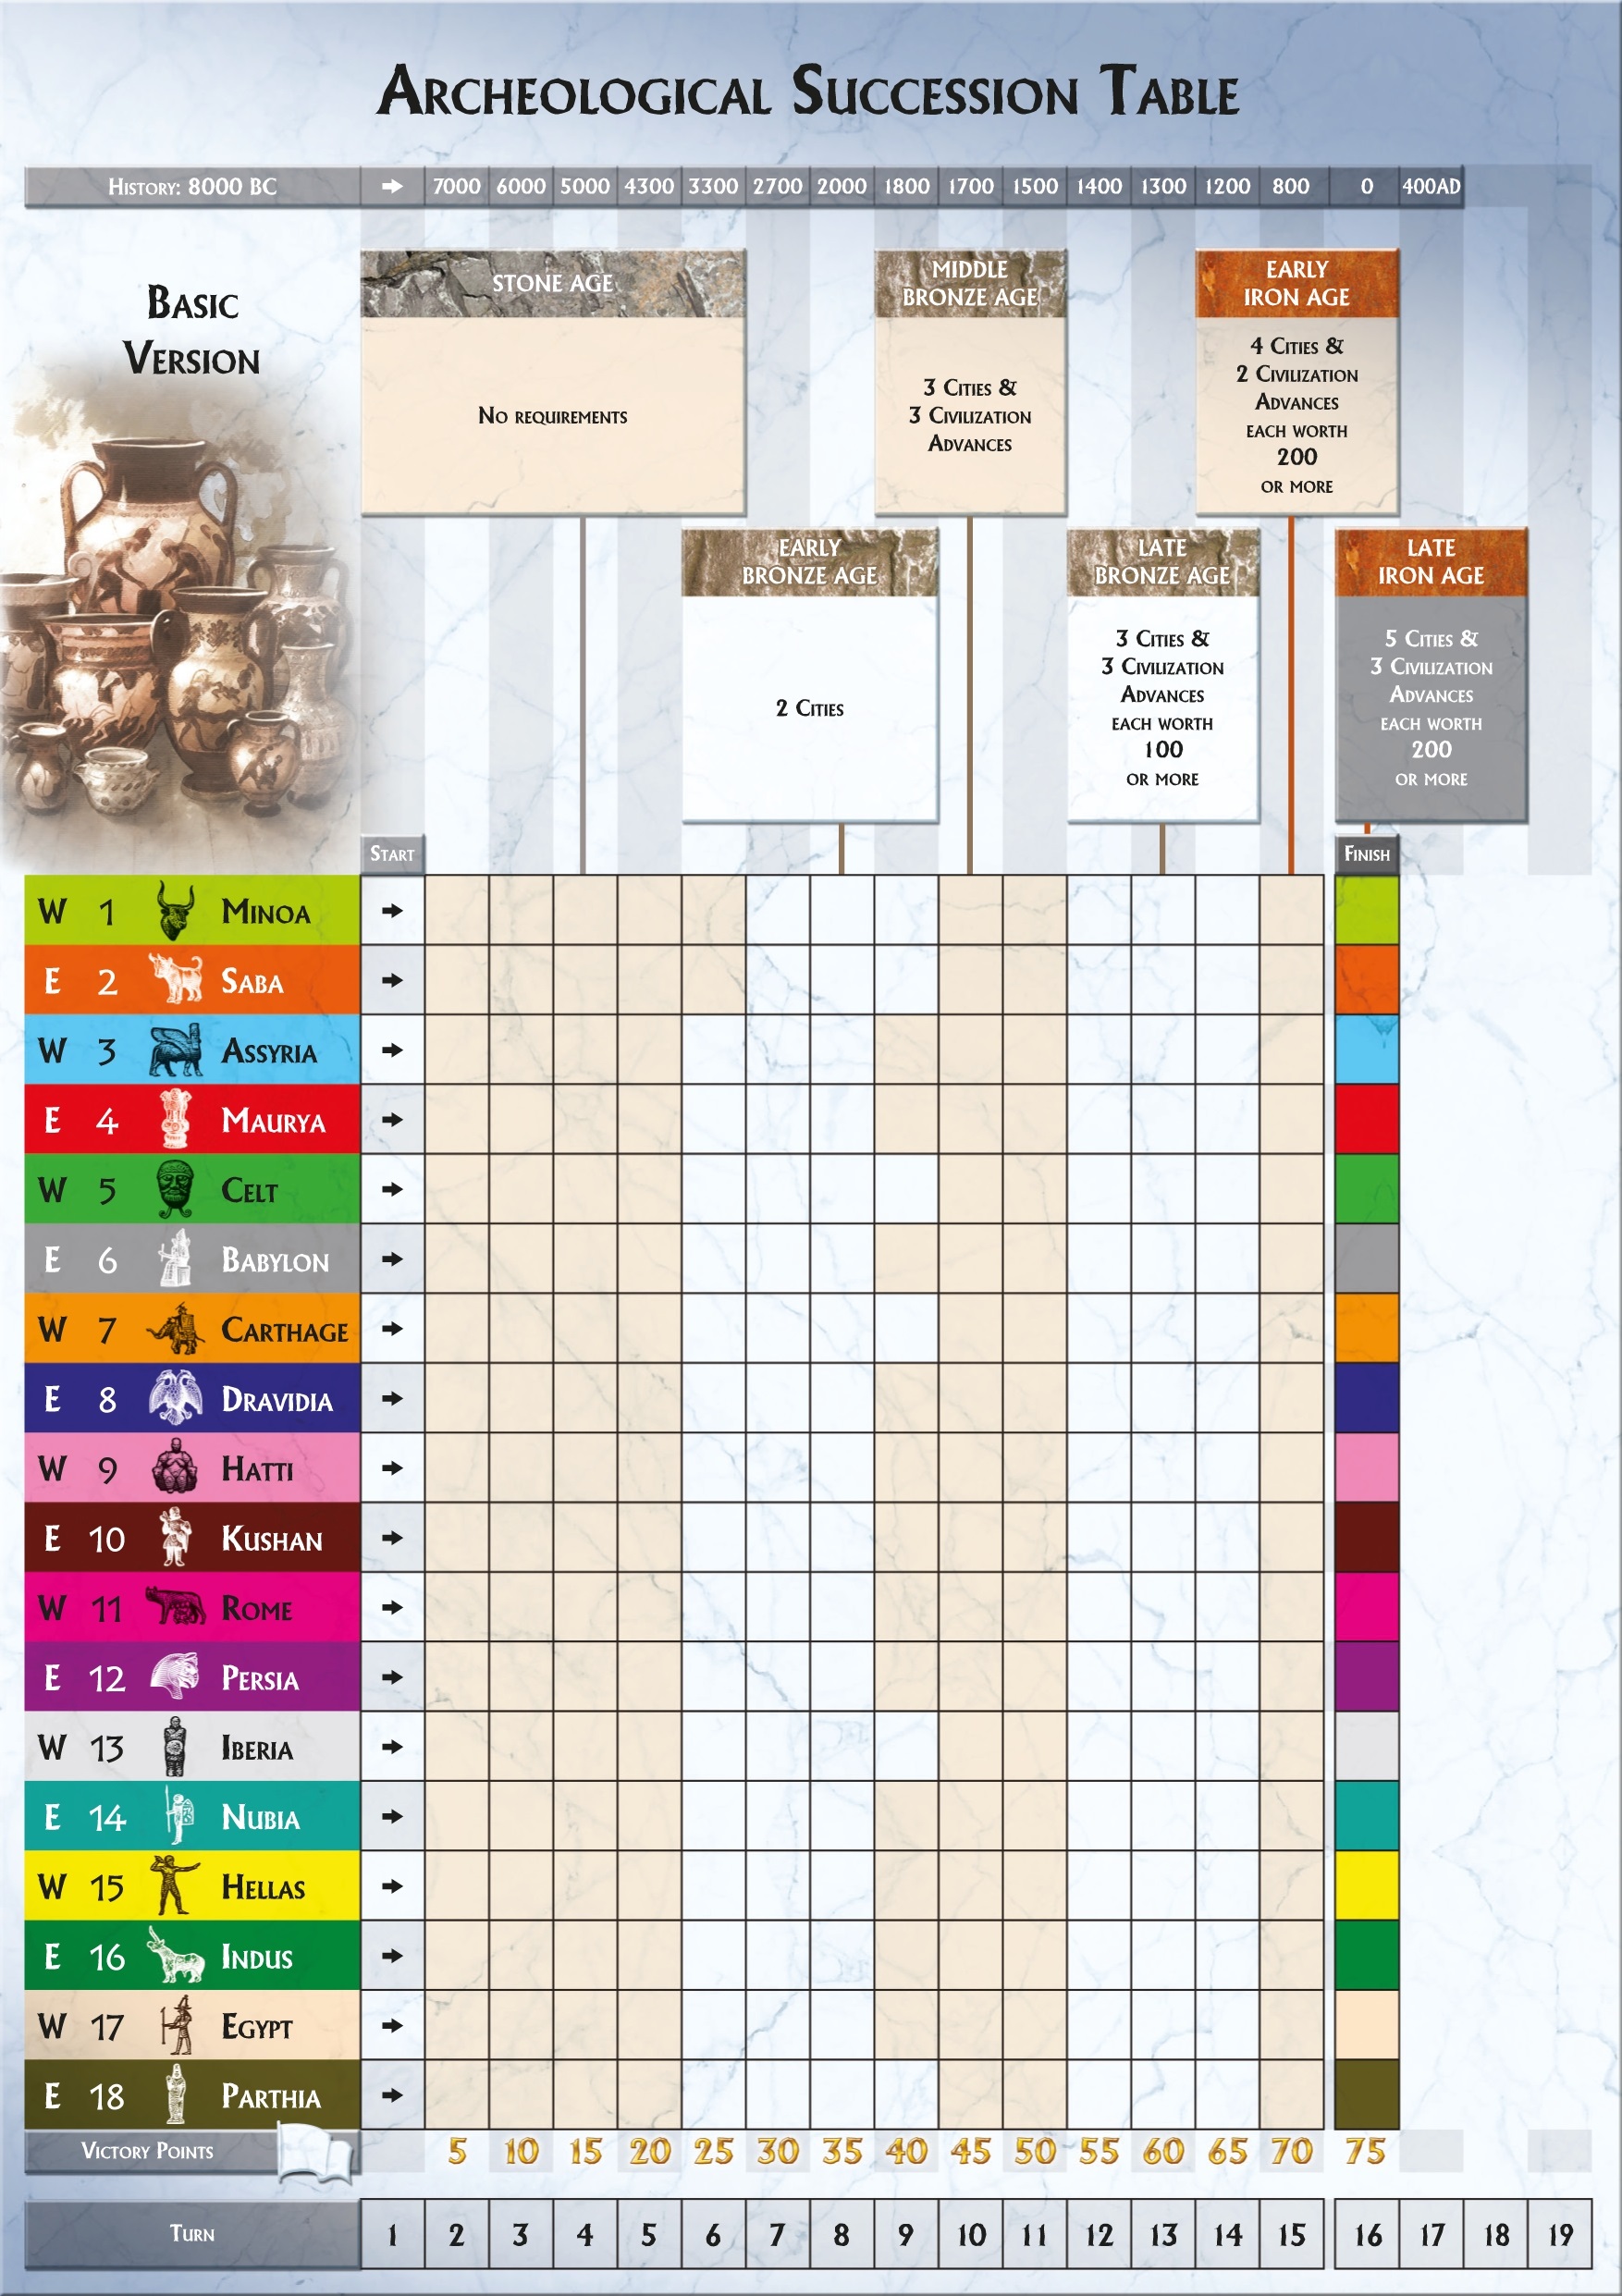 Archeological Succession Table
History: 8000 BC → 7000 6000 5000 4300 3300 2700 2000 1800 1700 1500 1400 1300 1200 800 0 400AD
Basic
Version
STONE AGE
No requirements
MIDDLE
BRONZE AGE
3 Cities &
3 Civilization
Advances
EARLY
IRON AGE
4 Cities &
2 Civilization
Advances
each worth
200
or more
EARLY
BRONZE AGE
2 Cities
LATE
BRONZE AGE
3 Cities &
3 Civilization
Advances
each worth
100
or more
LATE
IRON AGE
5 Cities &
3 Civilization
Advances
each worth
200
or more
Start
Finish
W 1 Minoa →
E 2 Saba →
W 3 Assyria →
E 4 Maurya →
W 5 Celt →
E 6 Babylon →
W 7 Carthage →
E 8 Dravidia →
W 9 Hatti →
E 10 Kushan →
W 11 Rome →
E 12 Persia →
W 13 Iberia →
E 14 Nubia →
W 15 Hellas →
E 16 Indus →
W 17 Egypt →
E 18 Parthia →
Victory Points 5 10 15 20 25 30 35 40 45 50 55 60 65 70 75
Turn 1 2 3 4 5 6 7 8 9 10 11 12 13 14 15 16 17 18 19